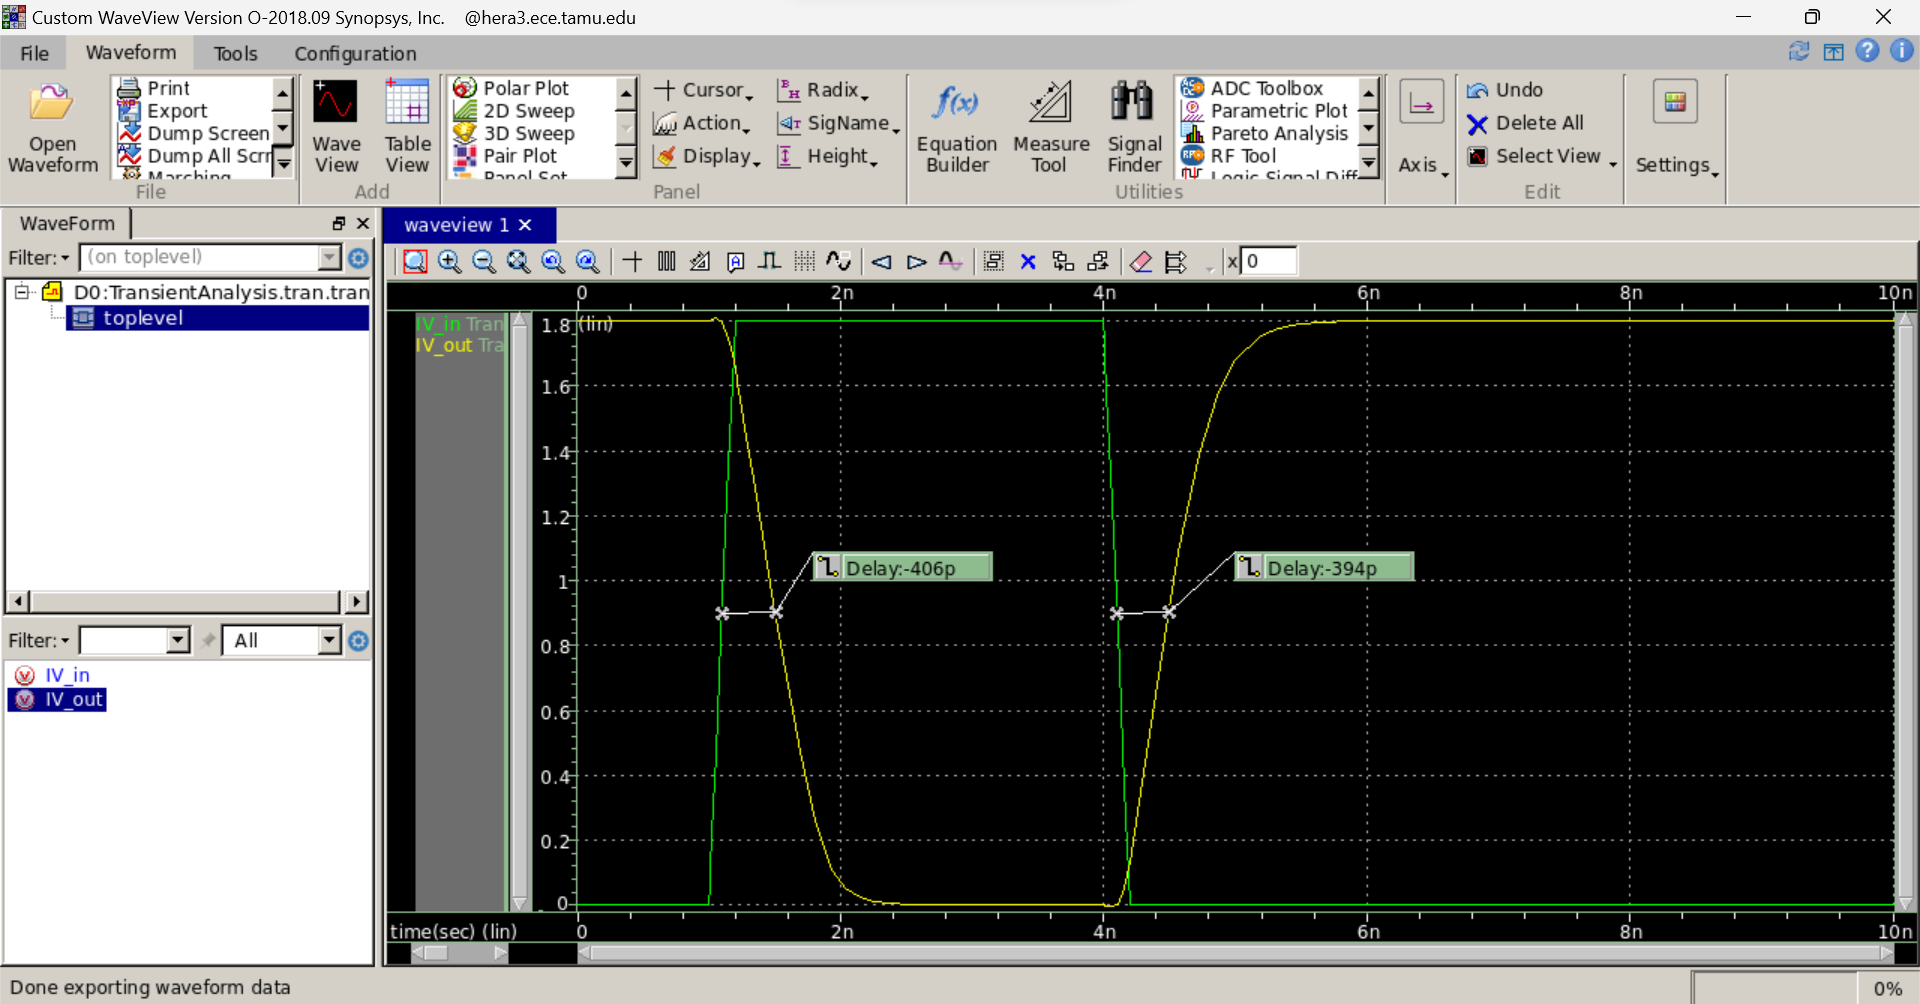 Custom WaveView Version O-2018.09 Synopsys, Inc. @hera3.ece.tamu.edu
File Waveform Tools Configuration
Open Waveform
Print
Export
Dump Screen
Dump All Scrr
Marching
File
Wave View
Table View
Add
Polar Plot
2D Sweep
3D Sweep
Pair Plot
Panel Set
Cursor
Action
Display
Radix
SigName
Height
Panel
f(x)
Equation Builder
Measure Tool
Signal Finder
ADC Toolbox
Parametric Plot
Pareto Analysis
RF Tool
Logic Signal Diff
Utilities
Axis
Undo
Delete All
Select View
Edit
Settings
WaveForm
Filter: (on toplevel)
D0:TransientAnalysis.tran.tran
toplevel
Filter: All
IV_in
IV_out
waveview 1
x 0
0 2n 4n 6n 8n 10n
IV_in Tran
IV_out Tra
(lin)
1.8
1.6
1.4
1.2
1
0.8
0.6
0.4
0.2
0
Delay:-406p
Delay:-394p
time(sec) (lin) 0 2n 4n 6n 8n 10n
Done exporting waveform data
0%